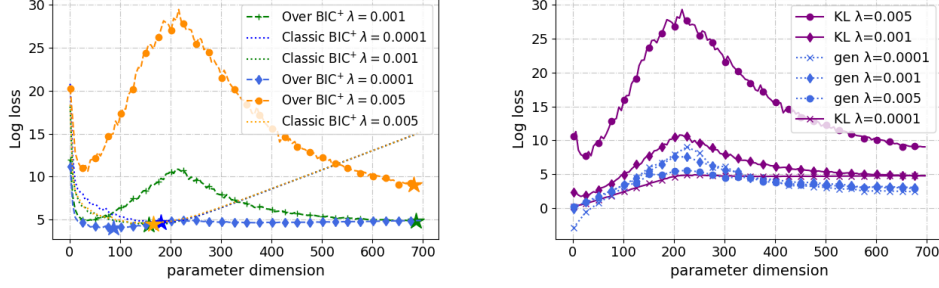 30
25
20
15
10
5
Log loss
0
100
200
300
400
500
600
700
parameter dimension
Over BIC⁺ λ = 0.001
Classic BIC⁺ λ = 0.0001
Classic BIC⁺ λ = 0.001
Over BIC⁺ λ = 0.0001
Over BIC⁺ λ = 0.005
Classic BIC⁺ λ = 0.005
30
25
20
15
10
5
0
Log loss
0
100
200
300
400
500
600
700
parameter dimension
KL λ=0.005
KL λ=0.001
gen λ=0.0001
gen λ=0.001
gen λ=0.005
KL λ=0.0001